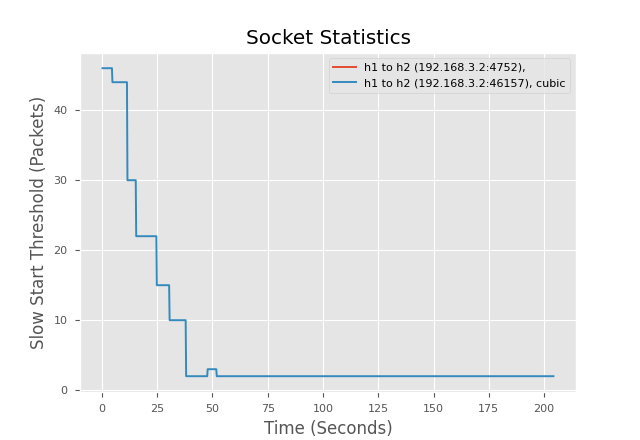 Socket Statistics
h1 to h2 (192.168.3.2:4752),
h1 to h2 (192.168.3.2:46157), cubic
Slow Start Threshold (Packets)
40
30
20
10
0
0 25 50 75 100 125 150 175 200
Time (Seconds)